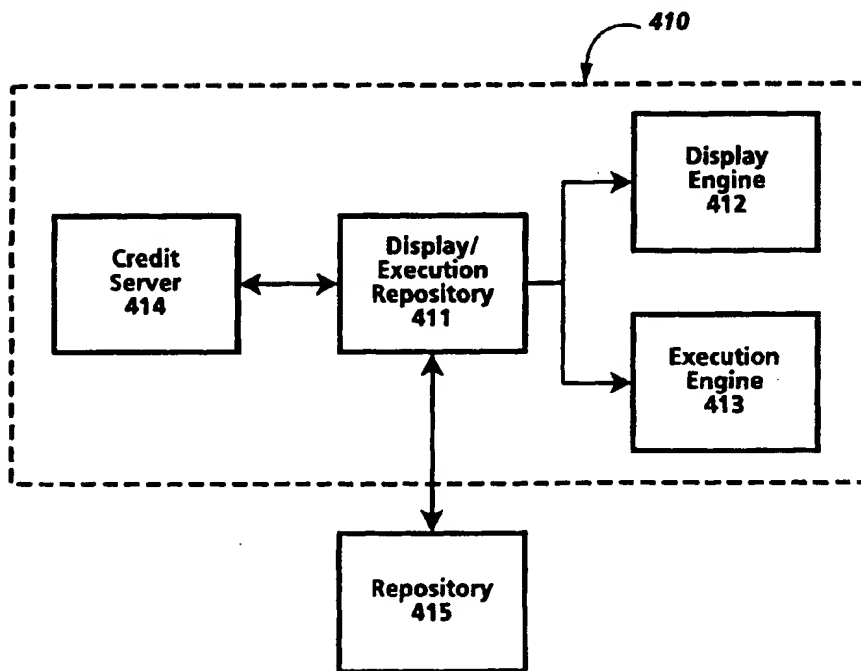 410
Display
Engine
412
Credit
Server
414
Display/
Execution
Repository
411
Execution
Engine
413
Repository
415